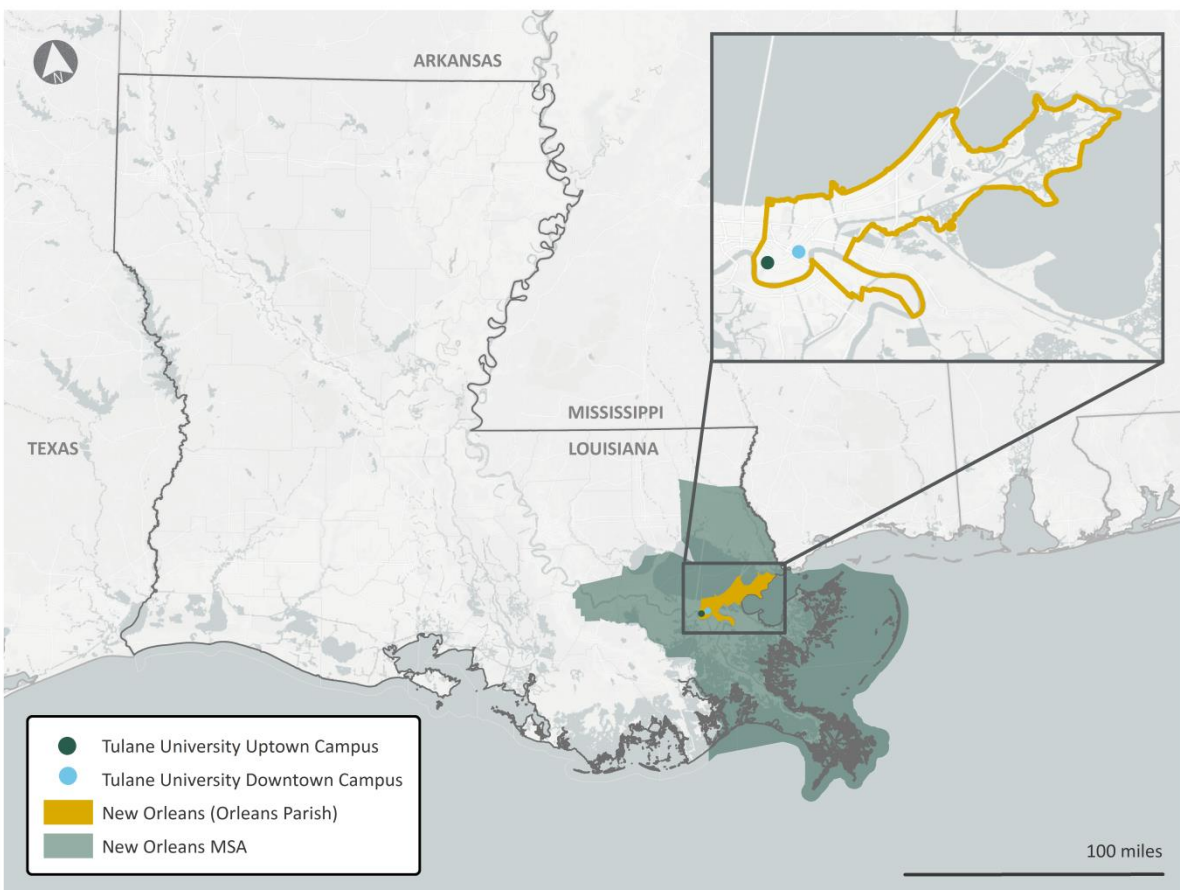 N
ARKANSAS
MISSISSIPPI
TEXAS
LOUISIANA
Tulane University Uptown Campus
Tulane University Downtown Campus
New Orleans (Orleans Parish)
New Orleans MSA
100 miles